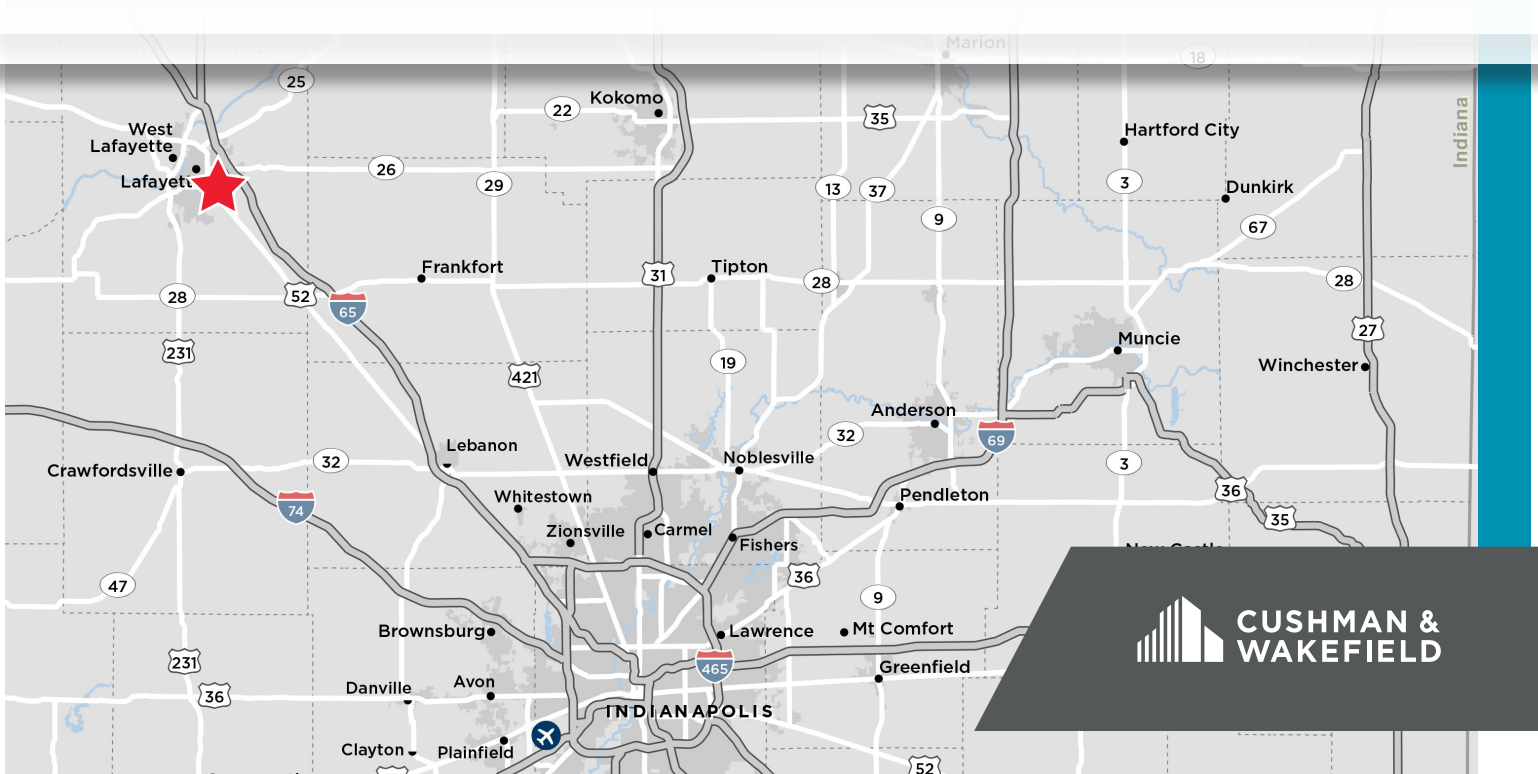 Marion
18
25
Kokomo
22
35
West
Lafayette
Hartford City
Indiana
26
Lafayett
29
13
37
3
Dunkirk
9
67
Frankfort
31
Tipton
28
28
52
28
65
231
27
Muncie
19
Winchester
421
Anderson
32
69
Lebanon
Crawfordsville
32
Westfield
Noblesville
3
36
74
Whitestown
Pendleton
Zionsville
Carmel
Fishers
35
47
36
9
Brownsburg
Lawrence
Mt Comfort
CUSHMAN &
WAKEFIELD
231
465
Greenfield
36
Danville
Avon
INDIANAPOLIS
Clayton
Plainfield
52